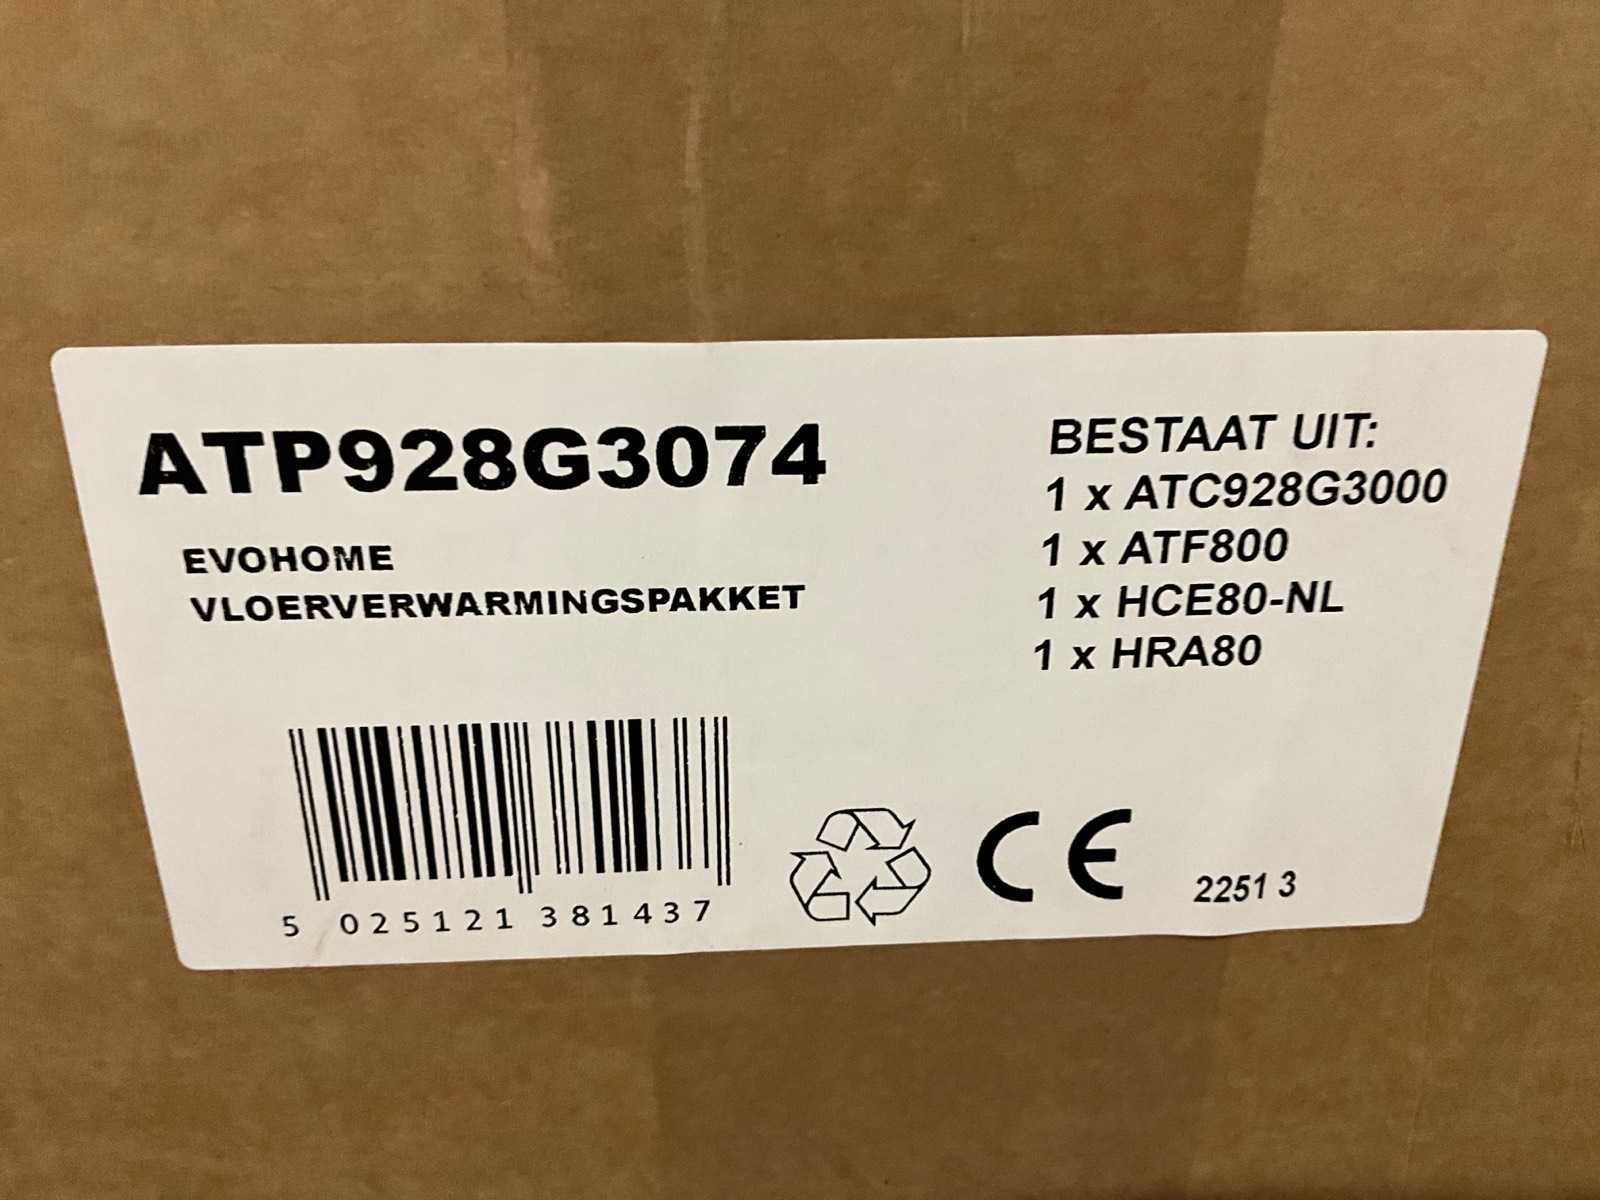 ATP928G3074
EVOHOME
VLOERVERWARMINGSPAKKET
BESTAAT UIT:
1 x ATC928G3000
1 x ATF800
1 x HCE80-NL
1 x HRA80
5 025121 381437
CE
2251 3